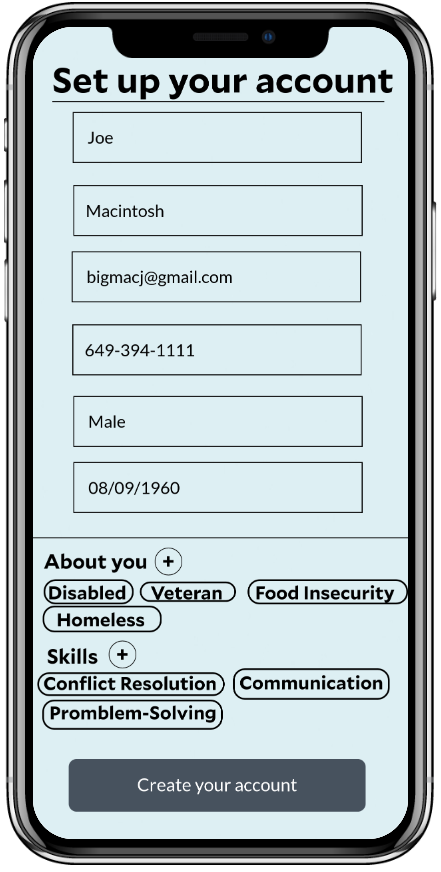 Set up your account
Joe
Macintosh
bigmacj@gmail.com
649-394-1111
Male
08/09/1960
About you +
Disabled Veteran Food Insecurity
Homeless
Skills +
Conflict Resolution Communication
Promblem-Solving
Create your account